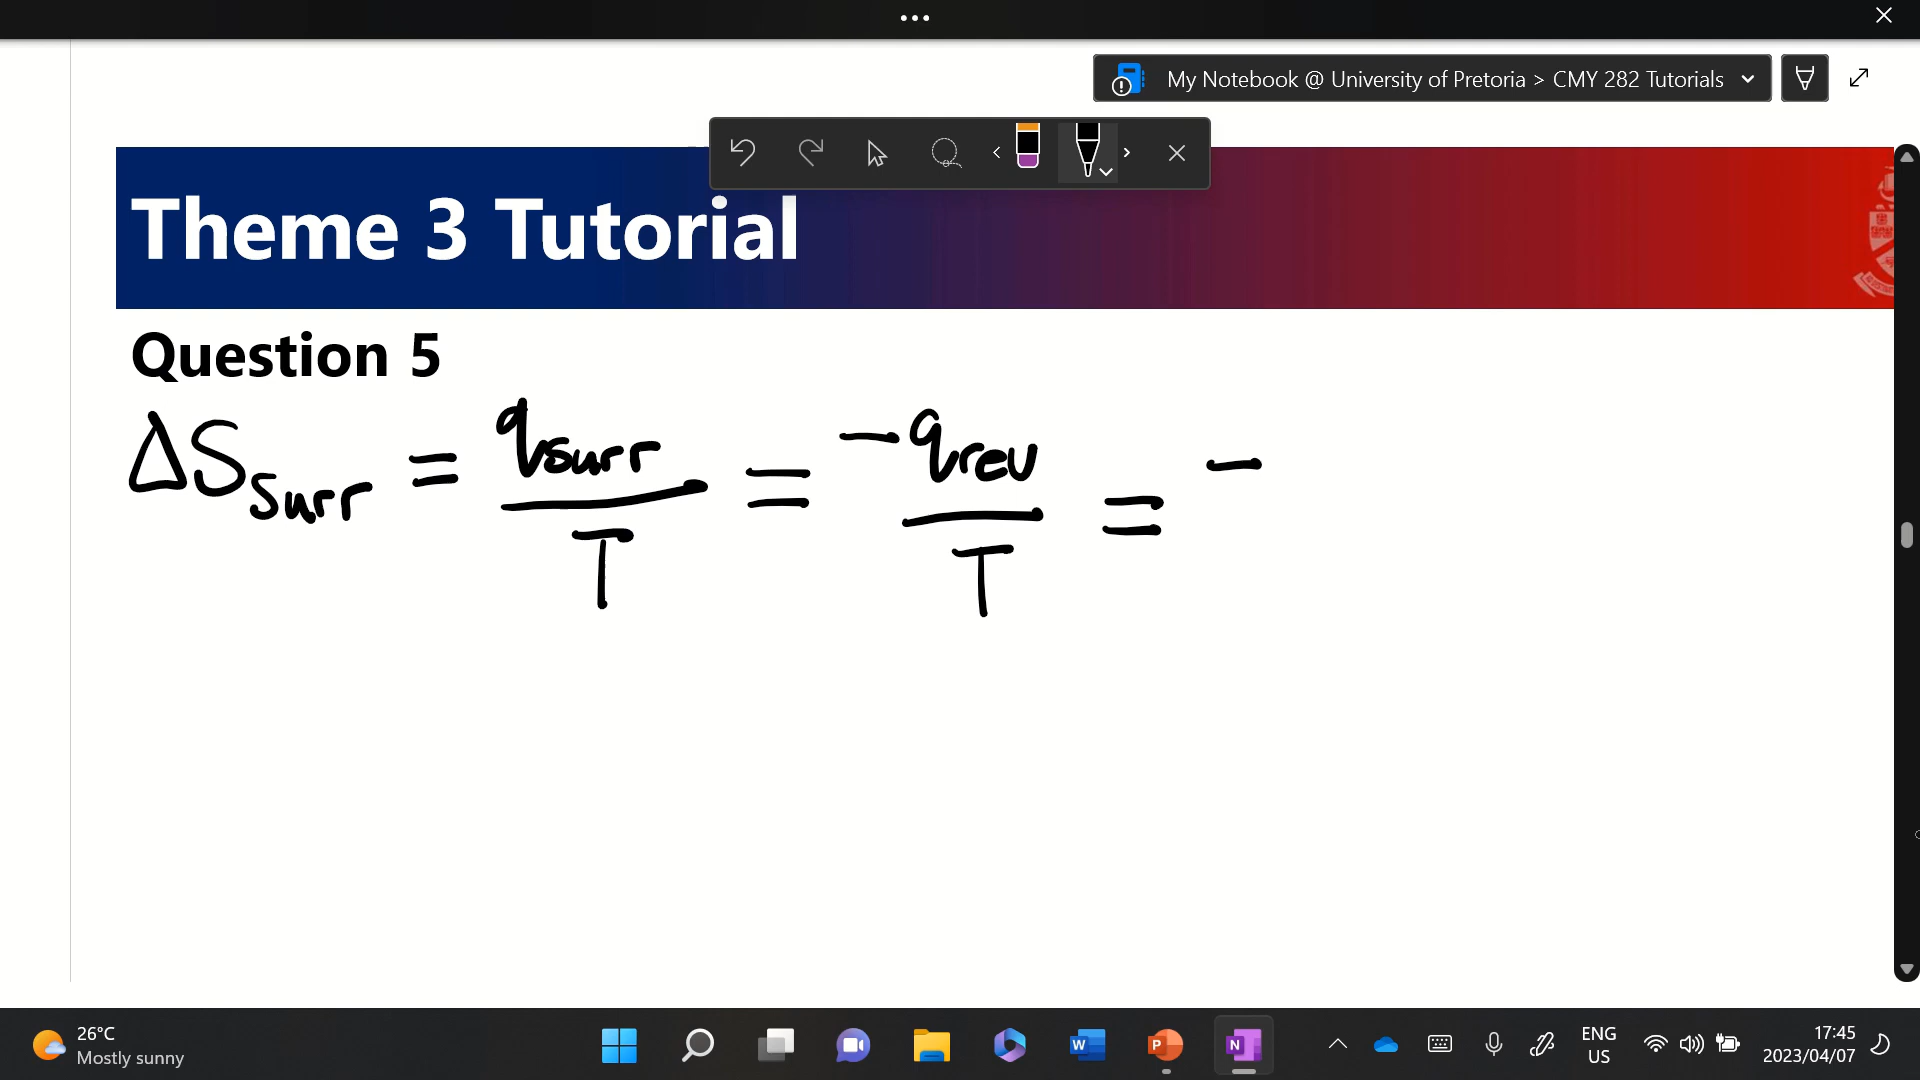 ...
My Notebook @ University of Pretoria > CMY 282 Tutorials
Theme 3 Tutorial
Question 5
ΔS_surr = q_surr/T = -q_rev/T = -
26°C
Mostly sunny
ENG
US
17:45
2023/04/07